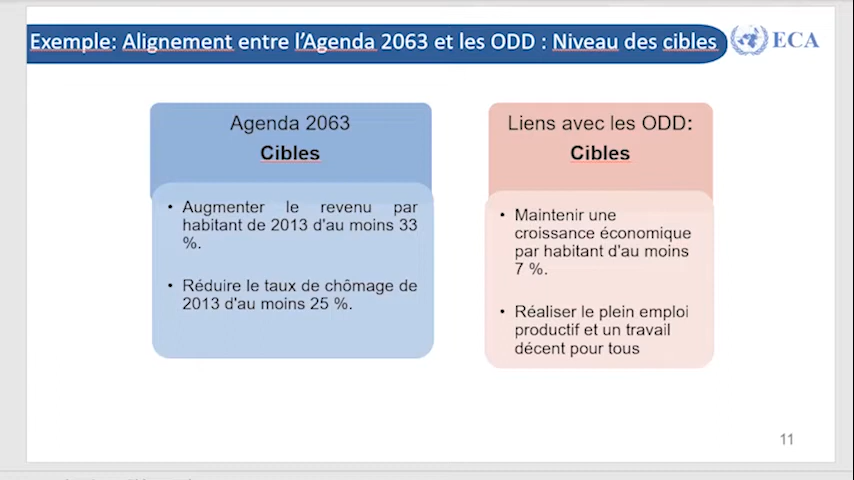 Exemple: Alignement entre l'Agenda 2063 et les ODD : Niveau des cibles
ECA
Agenda 2063
Cibles
• Augmenter le revenu par
habitant de 2013 d'au moins 33
%.
• Réduire le taux de chômage de
2013 d'au moins 25 %.
Liens avec les ODD:
Cibles
• Maintenir une
croissance économique
par habitant d'au moins
7 %.
• Réaliser le plein emploi
productif et un travail
décent pour tous
11